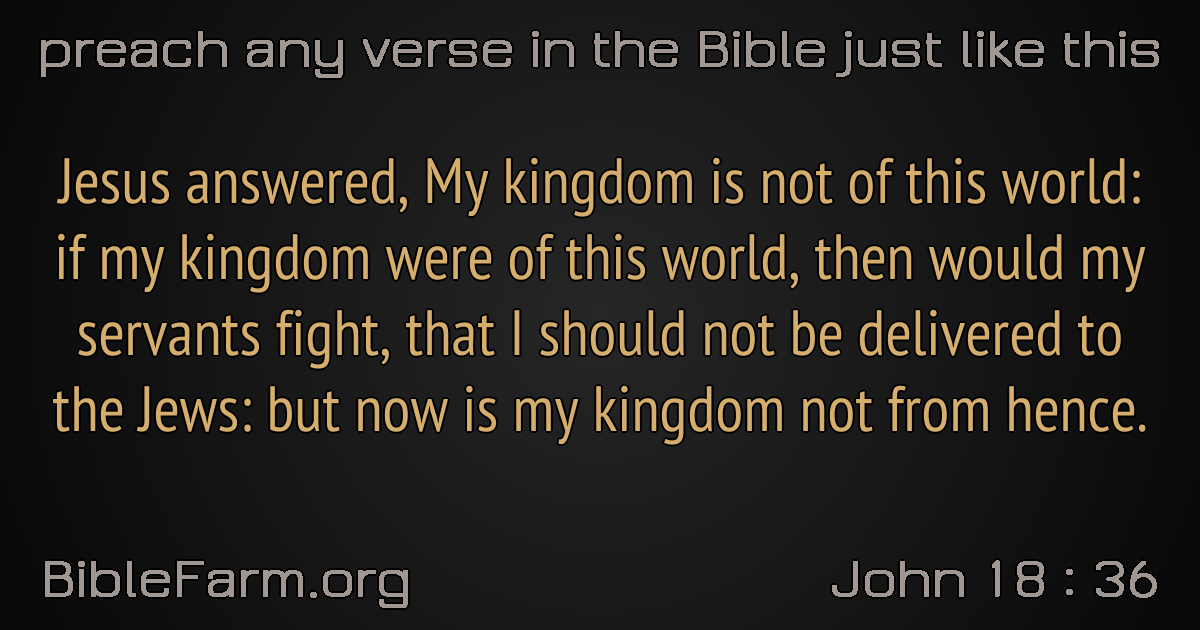 preach any verse in the Bible just like this
Jesus answered, My kingdom is not of this world:
if my kingdom were of this world, then would my
servants fight, that I should not be delivered to
the Jews: but now is my kingdom not from hence.
BibleFarm.org
John 18 : 36